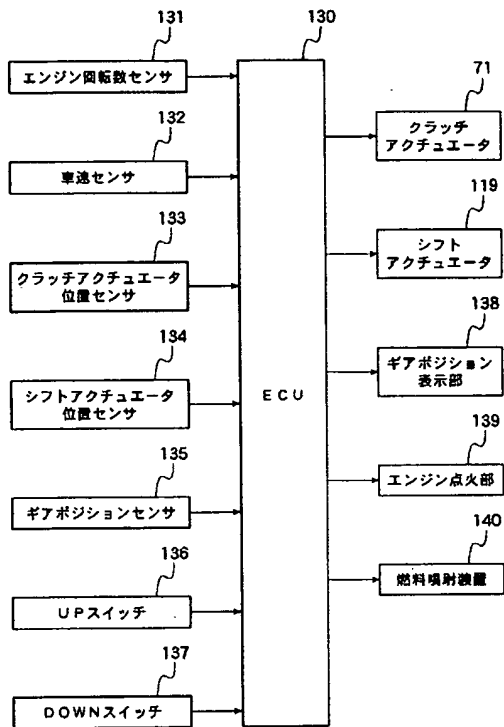 131
エンジン回転数センサ
132
車速センサ
133
クラッチアクチュエータ
位置センサ
134
シフトアクチュエータ
位置センサ
135
ギアポジションセンサ
136
UPスイッチ
137
DOWNスイッチ
130
ECU
71
クラッチ
アクチュエータ
119
シフト
アクチュエータ
138
ギアポジション
表示部
139
エンジン点火部
140
燃料噴射装置